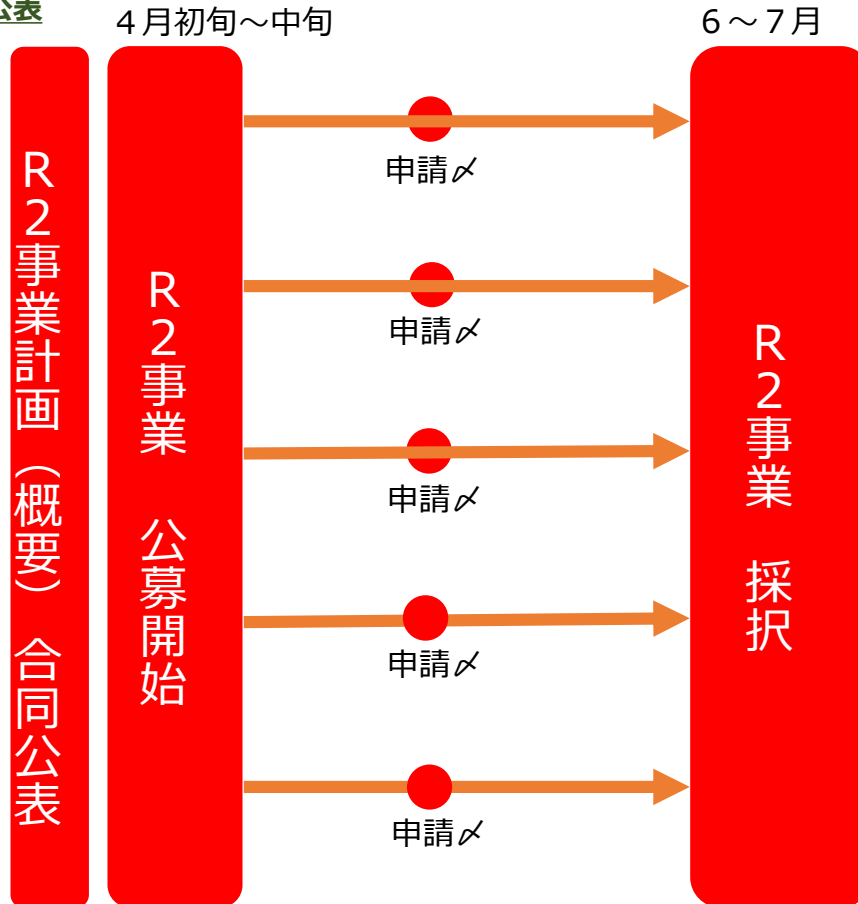 公表
４月初旬～中旬
６～７月
Ｒ２事業計画（概要）　合同公表
Ｒ２事業　公募開始
申請〆
申請〆
申請〆
申請〆
申請〆
Ｒ２事業　採択